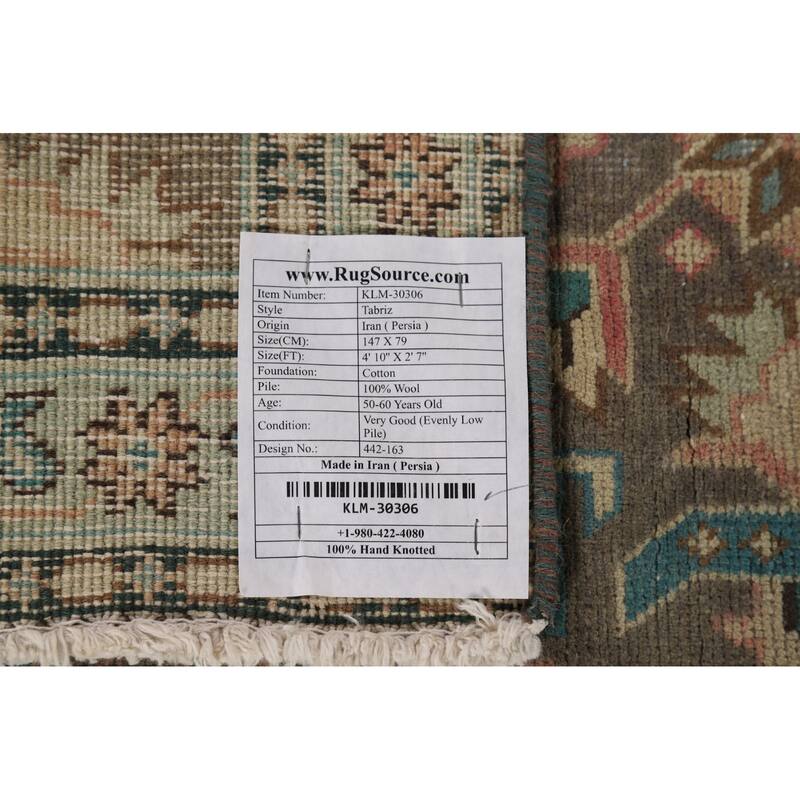 www.RugSource.com
Item Number: KLM-30306
Style Tabriz
Origin Iran ( Persia )
Size(CM): 147 X 79
Size(FT): 4' 10" X 2' 7"
Foundation: Cotton
Pile: 100% Wool
Age: 50-60 Years Old
Condition: Very Good (Evenly Low
Pile)
Design No.: 442-163
Made in Iran ( Persia )
KLM-30306
+1-980-422-4080
100% Hand Knotted